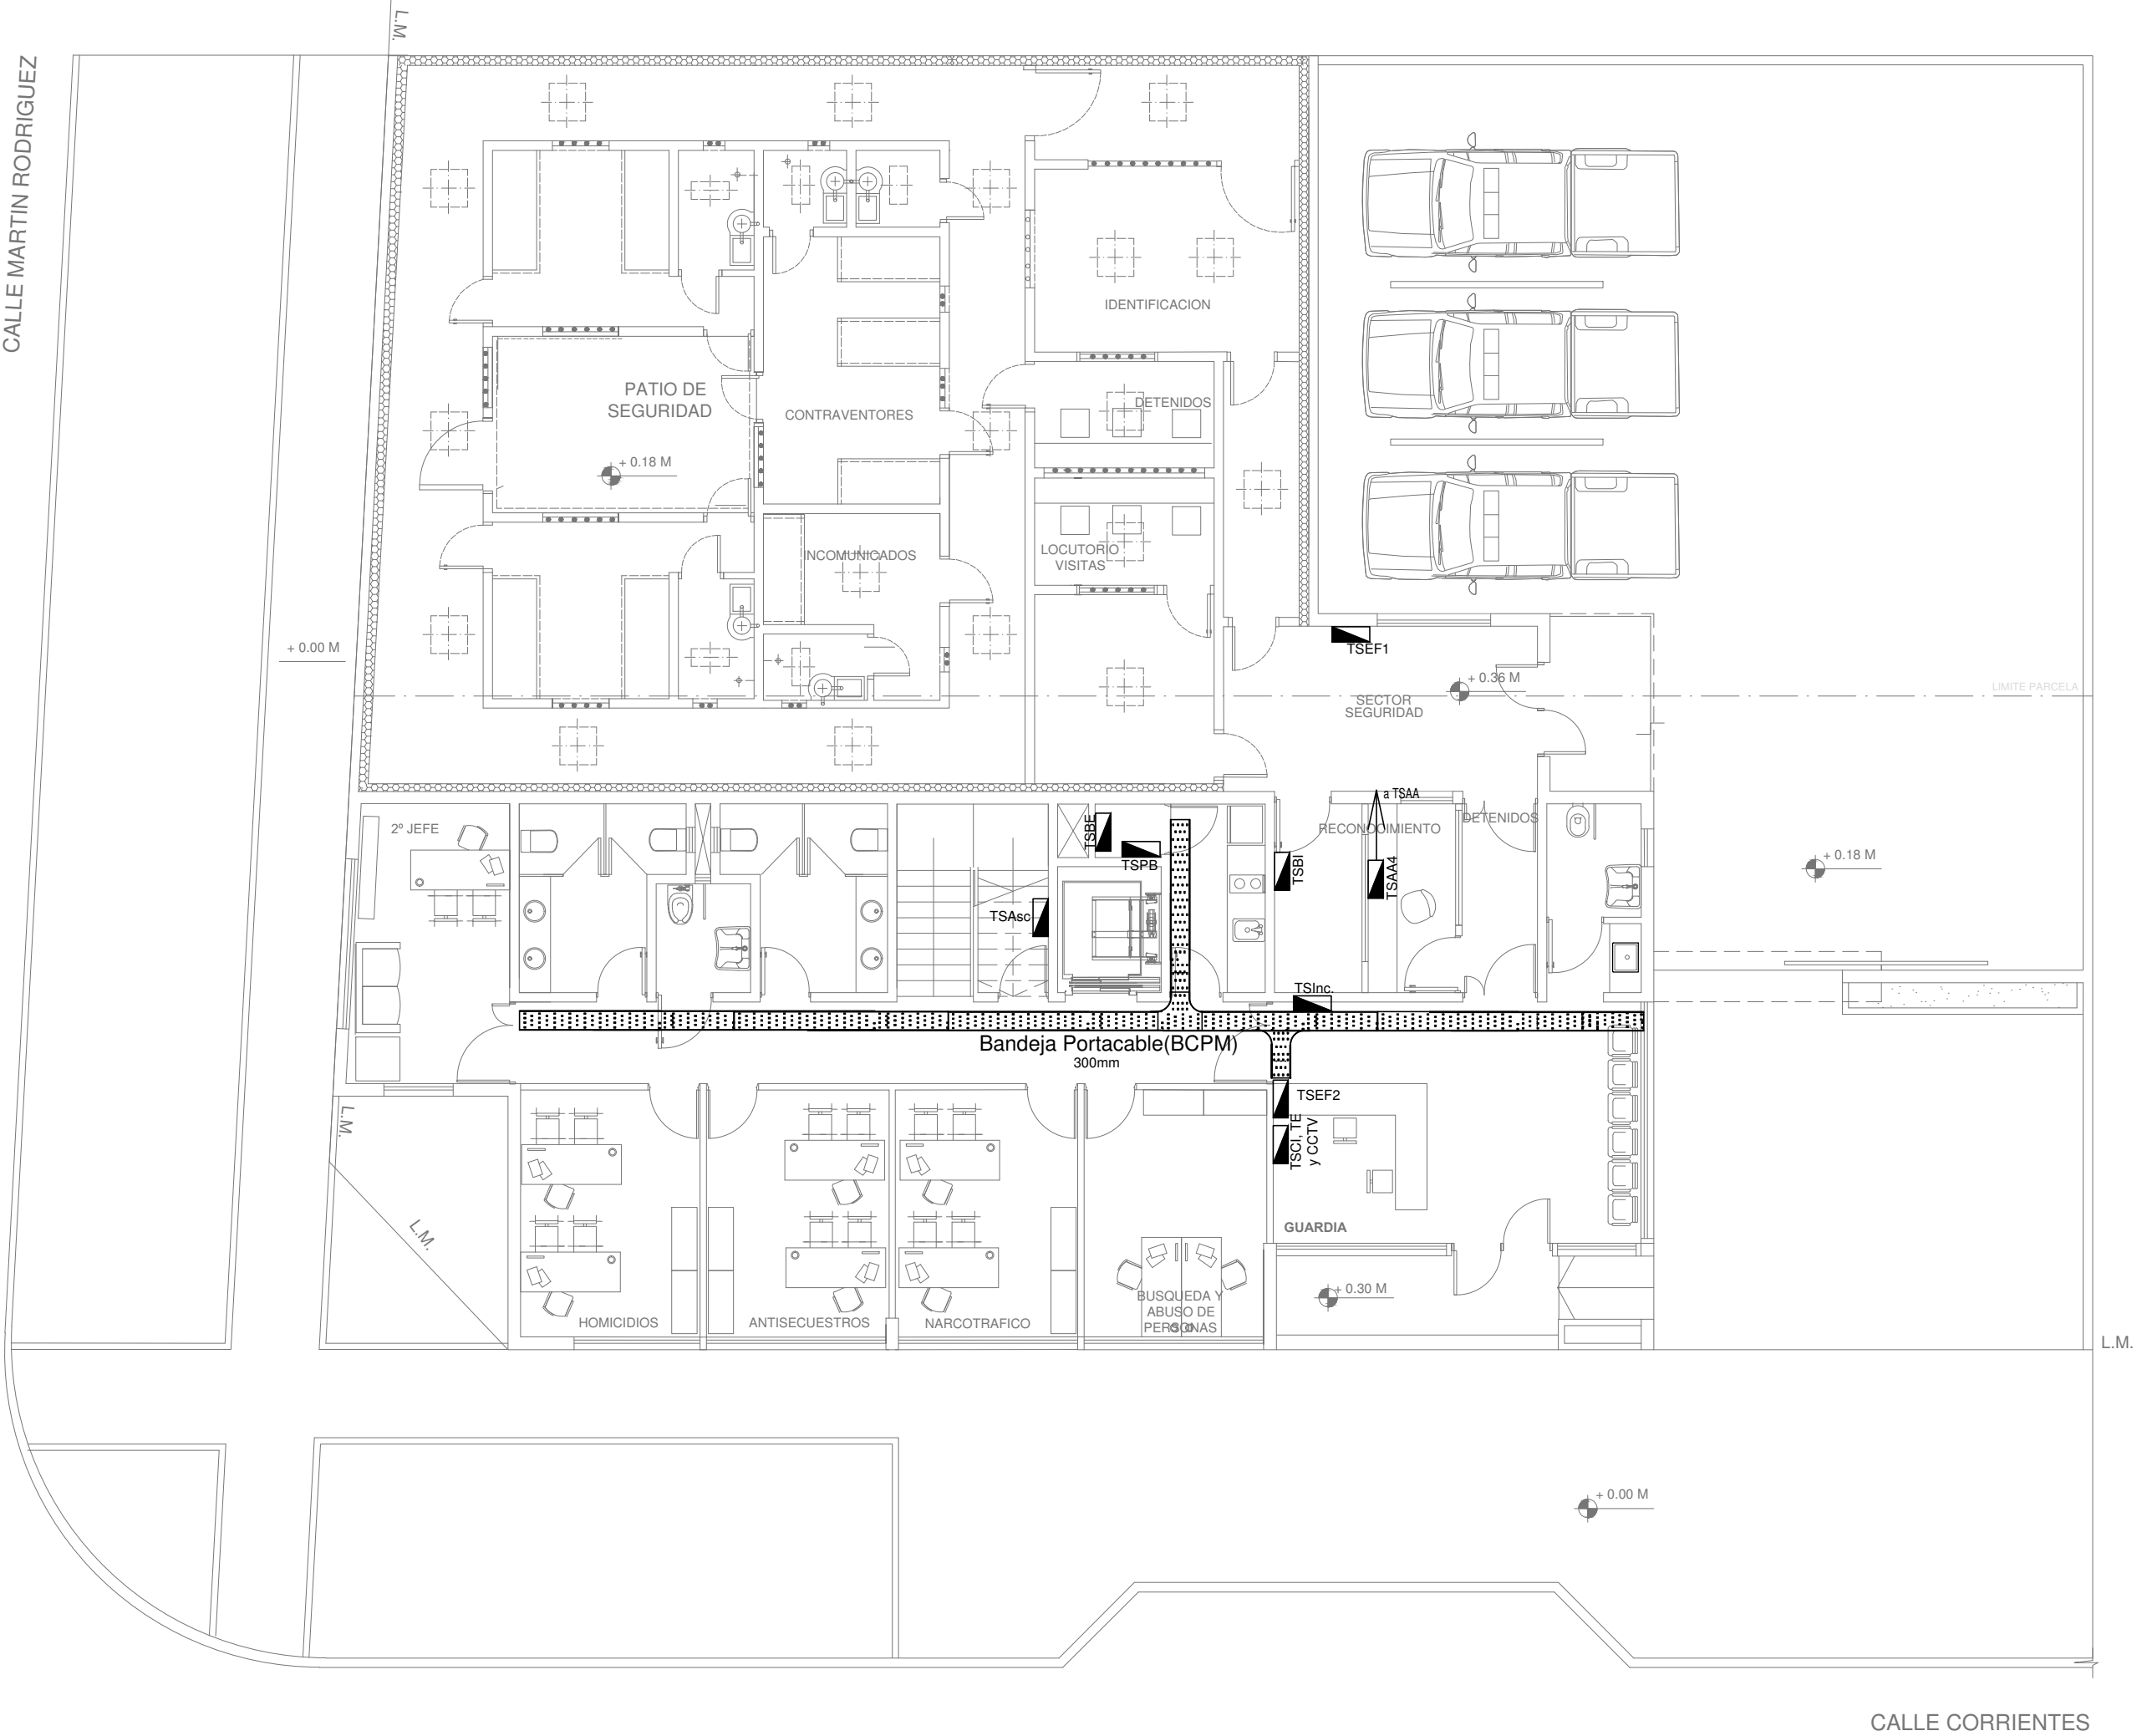 L.M.
CALLE MARTIN RODRIGUEZ
IDENTIFICACION
PATIO DE
SEGURIDAD
CONTRAVENTORES
DETENIDOS
+ 0.18 M
INCOMUNICADOS
LOCUTORIO
VISITAS
+ 0.00 M
TSEF1
+ 0.36 M
SECTOR
SEGURIDAD
LIMITE PARCELA
a TSAA
2º JEFE
TSBE
TSPB
RECONOCIMIENTO
DETENIDOS
TSBI
TSAA4
+ 0.18 M
TSAsc
TSInc.
Bandeja Portacable(BCPM)
300mm
TSEF2
TSCI, TE
y CCTV
L.M.
L.M.
GUARDIA
+ 0.30 M
BUSQUEDA Y
ABUSO DE
PERSONAS
HOMICIDIOS
ANTISECUESTROS
NARCOTRAFICO
L.M.
+ 0.00 M
CALLE CORRIENTES